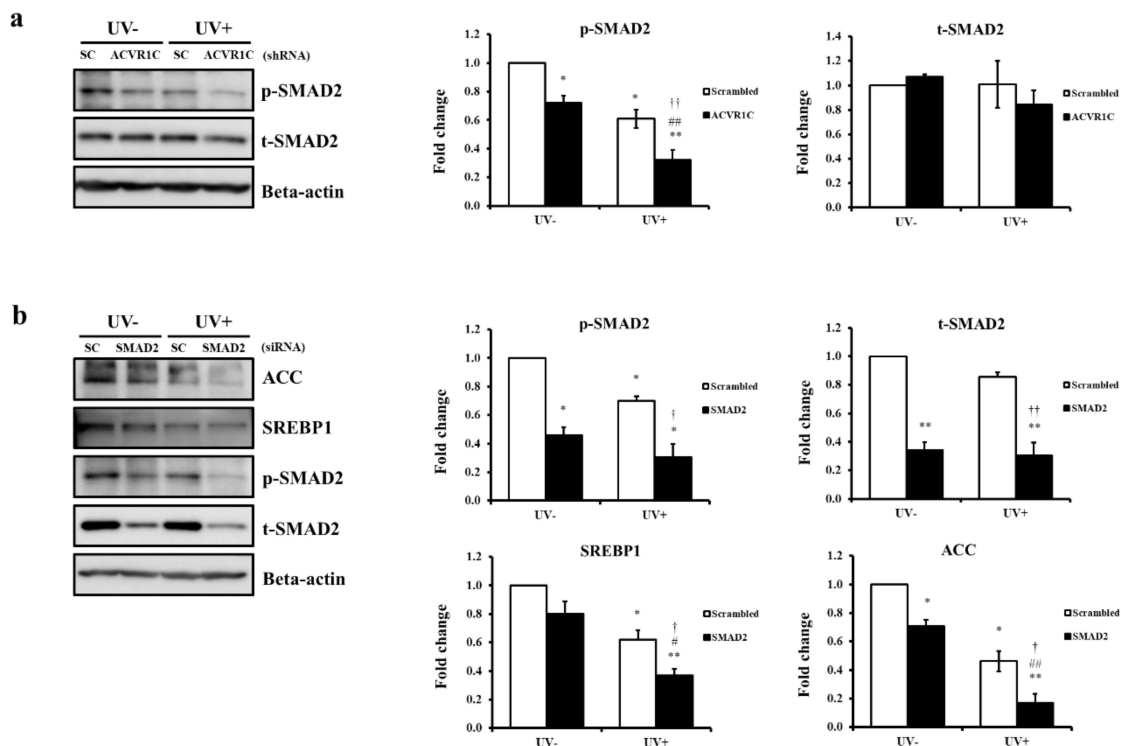 a
UV- UV+
SC ACVR1C SC ACVR1C (shRNA)
p-SMAD2
t-SMAD2
Beta-actin
p-SMAD2
Fold change
1.2
1.0
0.8
0.6
0.4
0.2
0.0
*
*
††
##
**
UV- UV+
Scrambled
ACVR1C
t-SMAD2
Fold change
1.4
1.2
1.0
0.8
0.6
0.4
0.2
0.0
UV- UV+
Scrambled
ACVR1C
b
UV- UV+
SC SMAD2 SC SMAD2 (siRNA)
ACC
SREBP1
p-SMAD2
t-SMAD2
Beta-actin
p-SMAD2
Fold change
1.2
1.0
0.8
0.6
0.4
0.2
0.0
*
*
†
*
UV- UV+
Scrambled
SMAD2
t-SMAD2
Fold change
1.2
1.0
0.8
0.6
0.4
0.2
0.0
**
††
**
UV- UV+
Scrambled
SMAD2
SREBP1
Fold change
1.2
1.0
0.8
0.6
0.4
0.2
0.0
*
†
#
**
UV- UV+
Scrambled
SMAD2
ACC
Fold change
1.2
1.0
0.8
0.6
0.4
0.2
0.0
*
*
†
##
**
UV- UV+
Scrambled
SMAD2